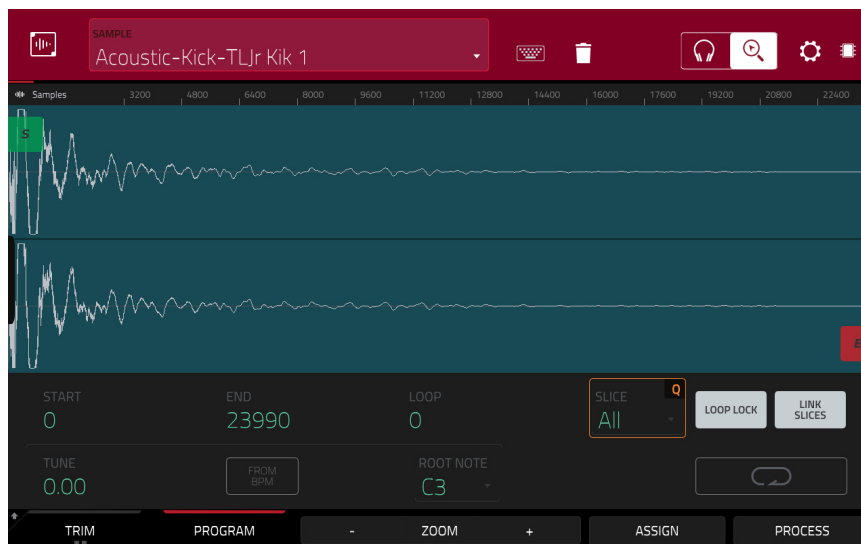 SAMPLE
Acoustic-Kick-TLJr Kik 1
Samples 3200 4800 6400 8000 9600 11200 12800 14400 16000 17600 19200 20800 22400
S
E
START END LOOP SLICE Q
0 23990 0 All LOOP LOCK LINK SLICES
TUNE FROM BPM ROOT NOTE
0.00 C3
TRIM PROGRAM - ZOOM + ASSIGN PROCESS